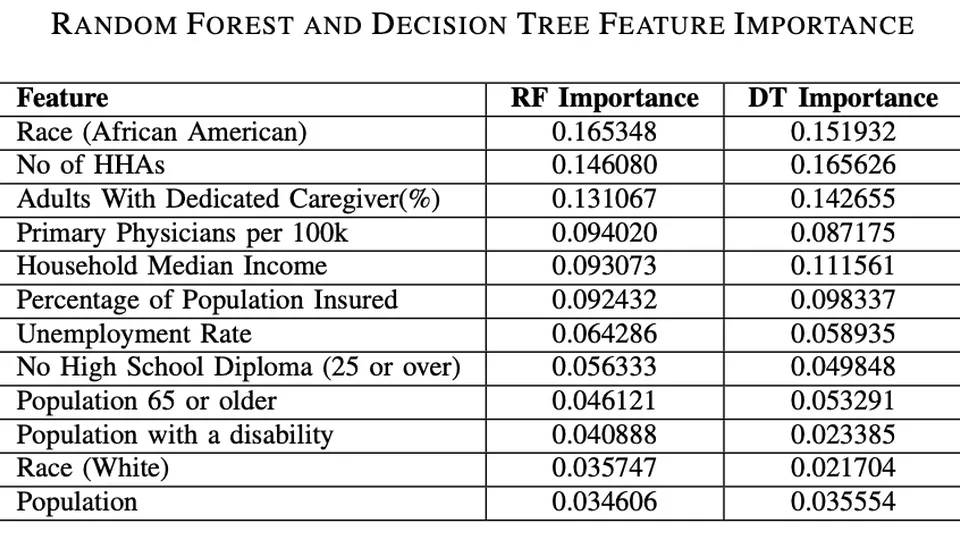 RANDOM FOREST AND DECISION TREE FEATURE IMPORTANCE
Feature RF Importance DT Importance
Race (African American) 0.165348 0.151932
No of HHAs 0.146080 0.165626
Adults With Dedicated Caregiver(%) 0.131067 0.142655
Primary Physicians per 100k 0.094020 0.087175
Household Median Income 0.093073 0.111561
Percentage of Population Insured 0.092432 0.098337
Unemployment Rate 0.064286 0.058935
No High School Diploma (25 or over) 0.056333 0.049848
Population 65 or older 0.046121 0.053291
Population with a disability 0.040888 0.023385
Race (White) 0.035747 0.021704
Population 0.034606 0.035554